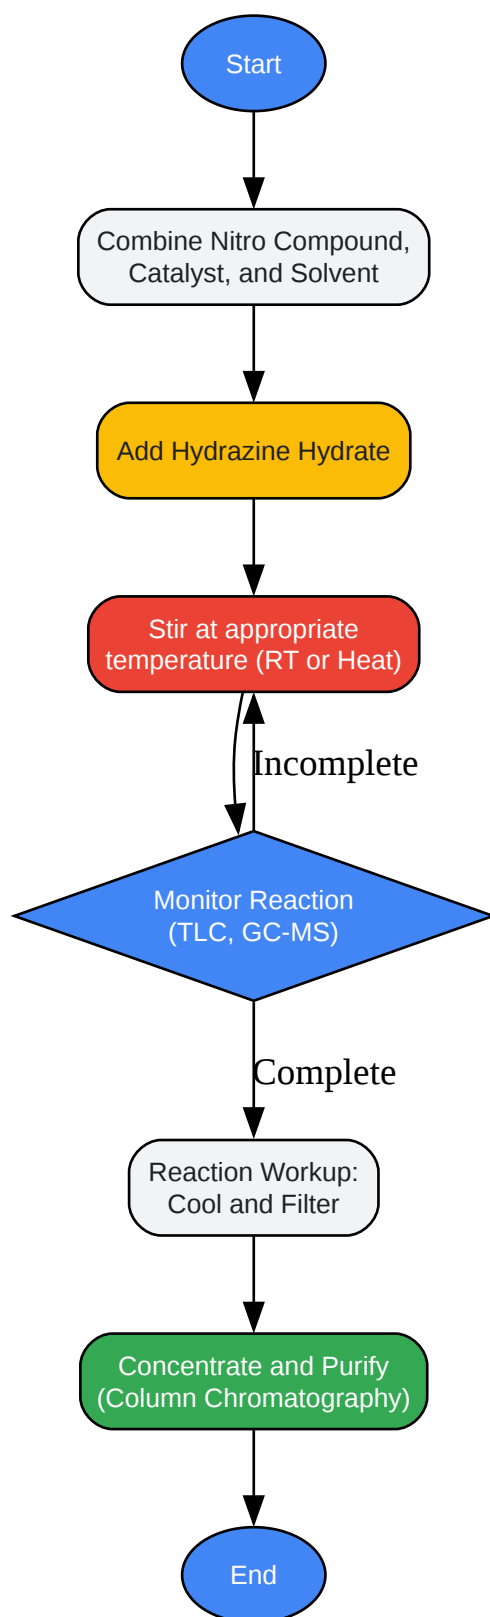 Start
Combine Nitro Compound,
Catalyst, and Solvent
Add Hydrazine Hydrate
Stir at appropriate
temperature (RT or Heat)
Incomplete
Monitor Reaction
(TLC, GC-MS)
Complete
Reaction Workup:
Cool and Filter
Concentrate and Purify
(Column Chromatography)
End